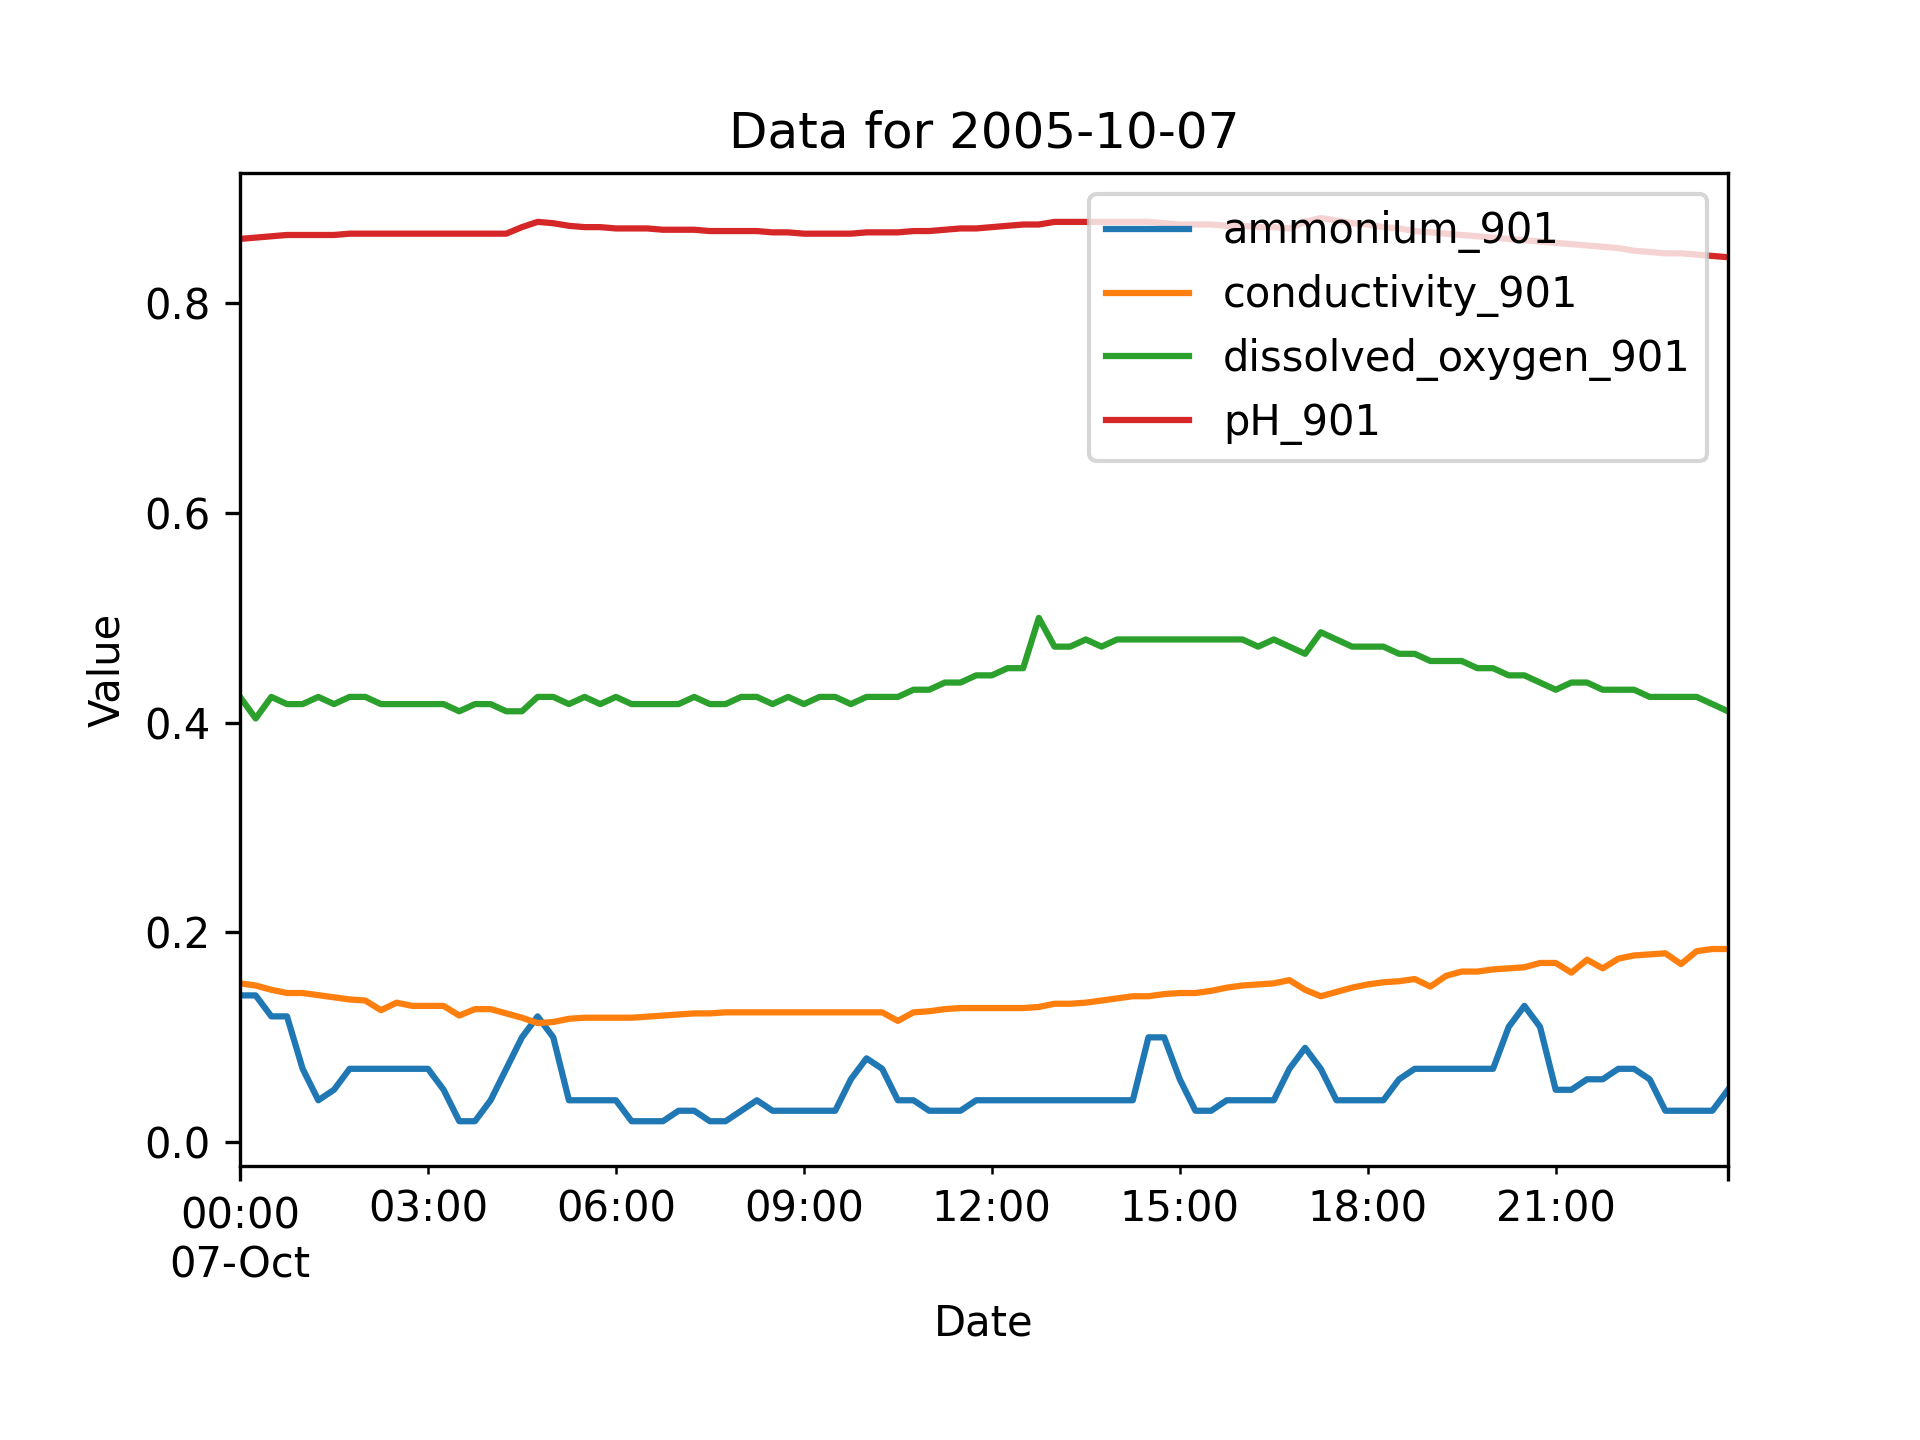 Data for 2005-10-07
ammonium_901
conductivity_901
dissolved_oxygen_901
pH_901
Value
0.8
0.6
0.4
0.2
0.0
00:00 03:00 06:00 09:00 12:00 15:00 18:00 21:00
07-Oct
Date